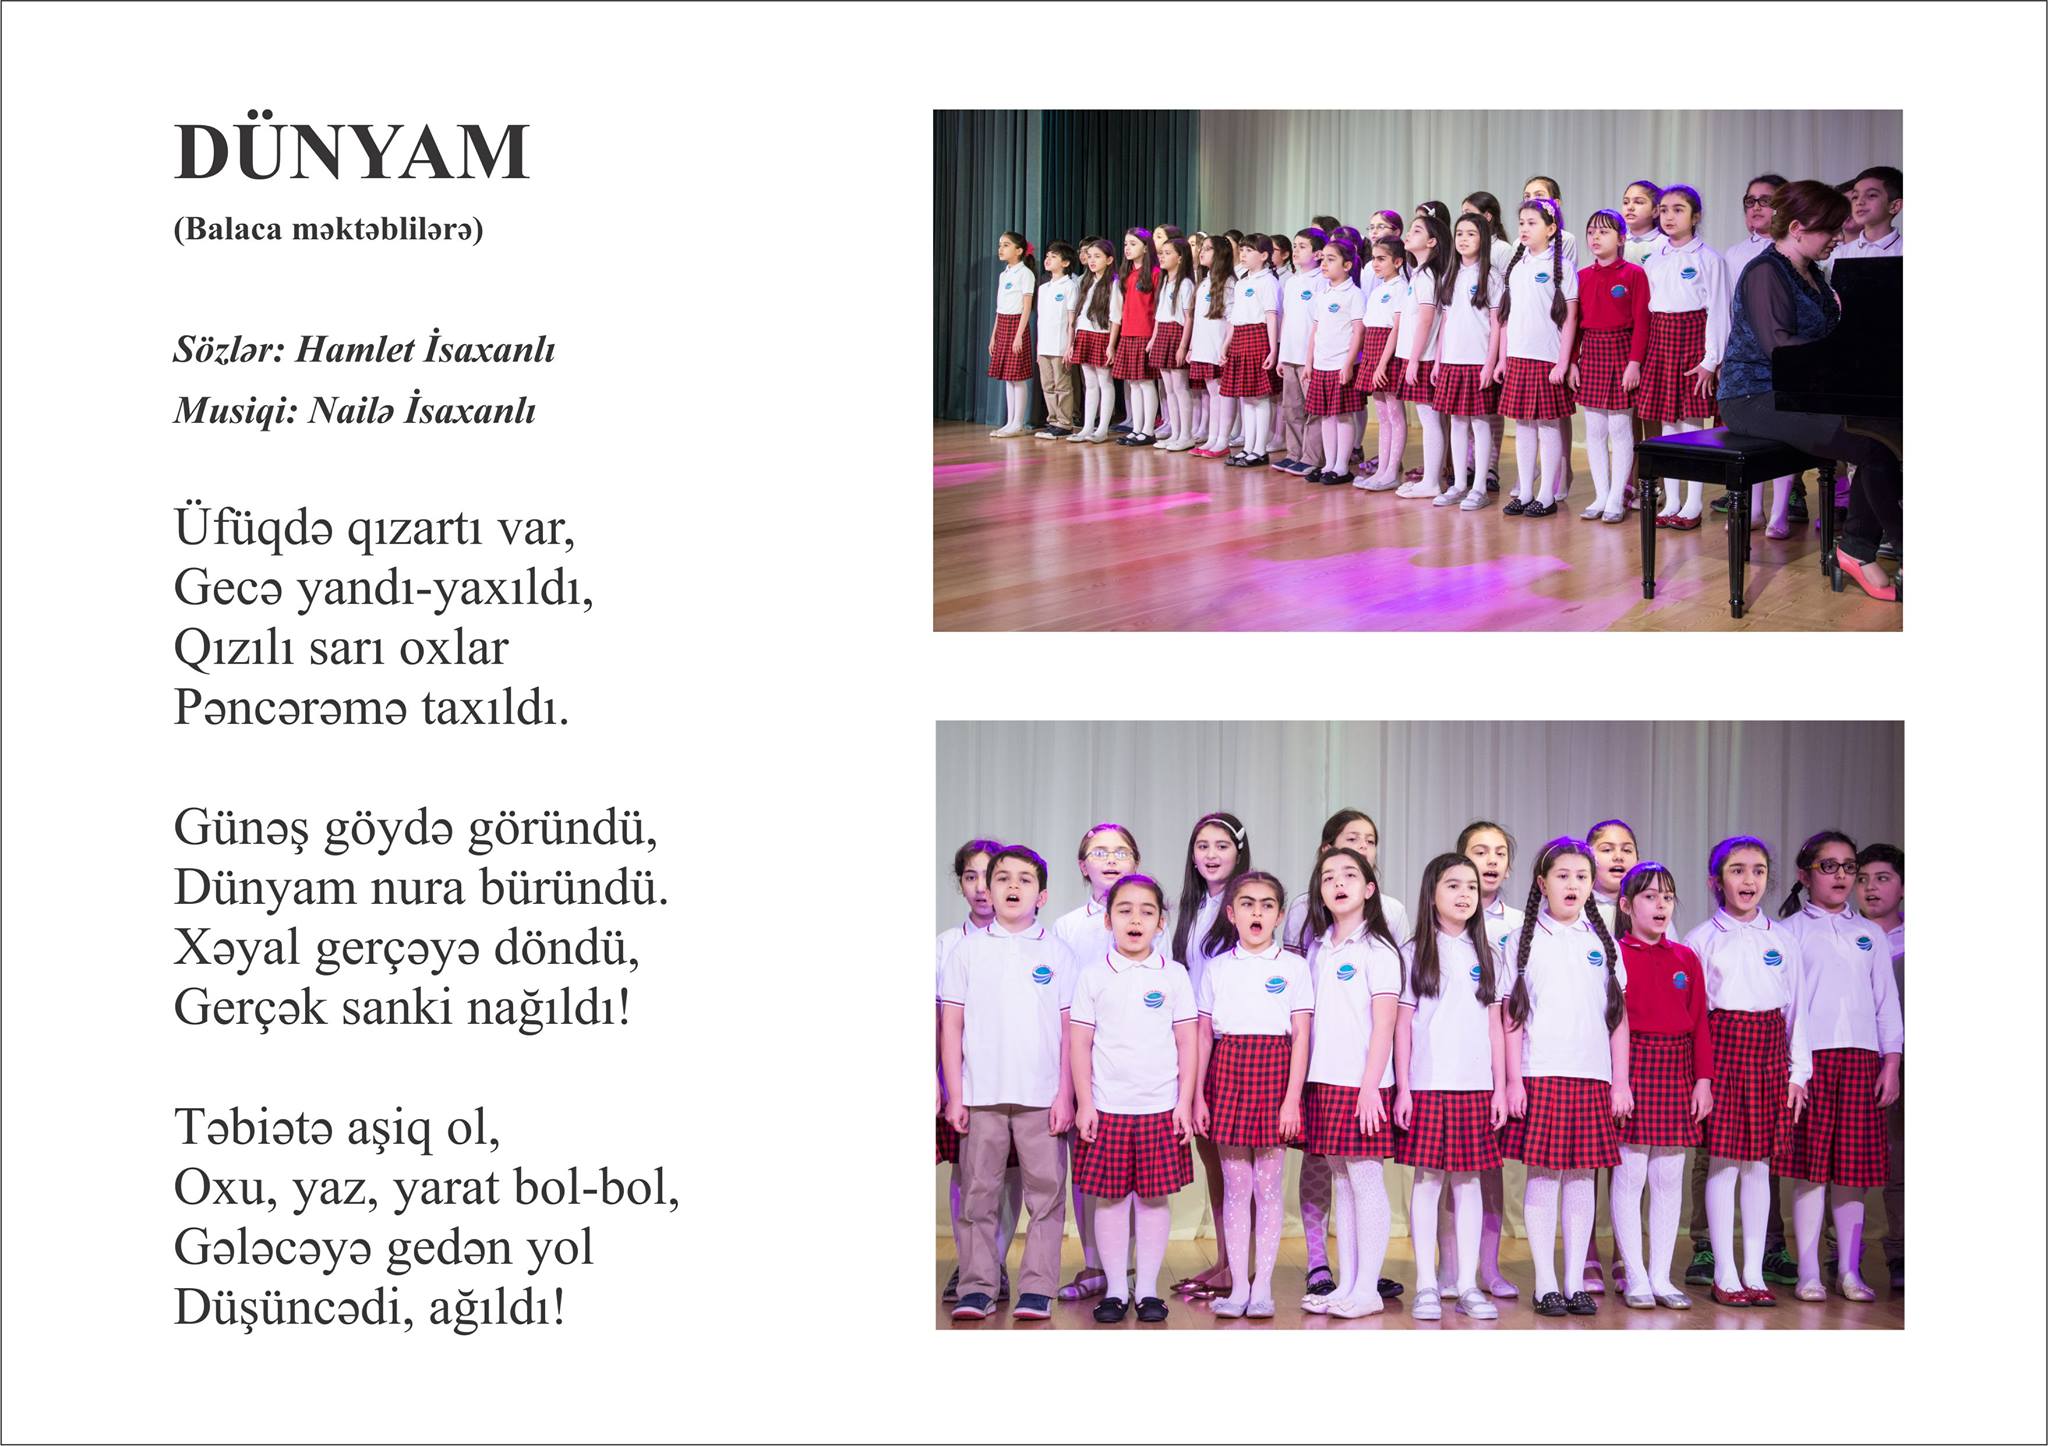 DÜNYAM
(Balaca məktəblilərə)
Sözlər: Hamlet İsaxanlı
Musiqi: Nailə İsaxanlı
Üfüqdə qızartı var,
Gecə yandı-yaxıldı,
Qızılı sarı oxlar
Pəncərəmə taxıldı.
Günəş göydə göründü,
Dünyam nura büründü.
Xəyal gerçəyə döndü,
Gerçək sanki nağıldı!
Təbiətə aşiq ol,
Oxu, yaz, yarat bol-bol,
Gələcəyə gedən yol
Düşüncədi, ağıldı!